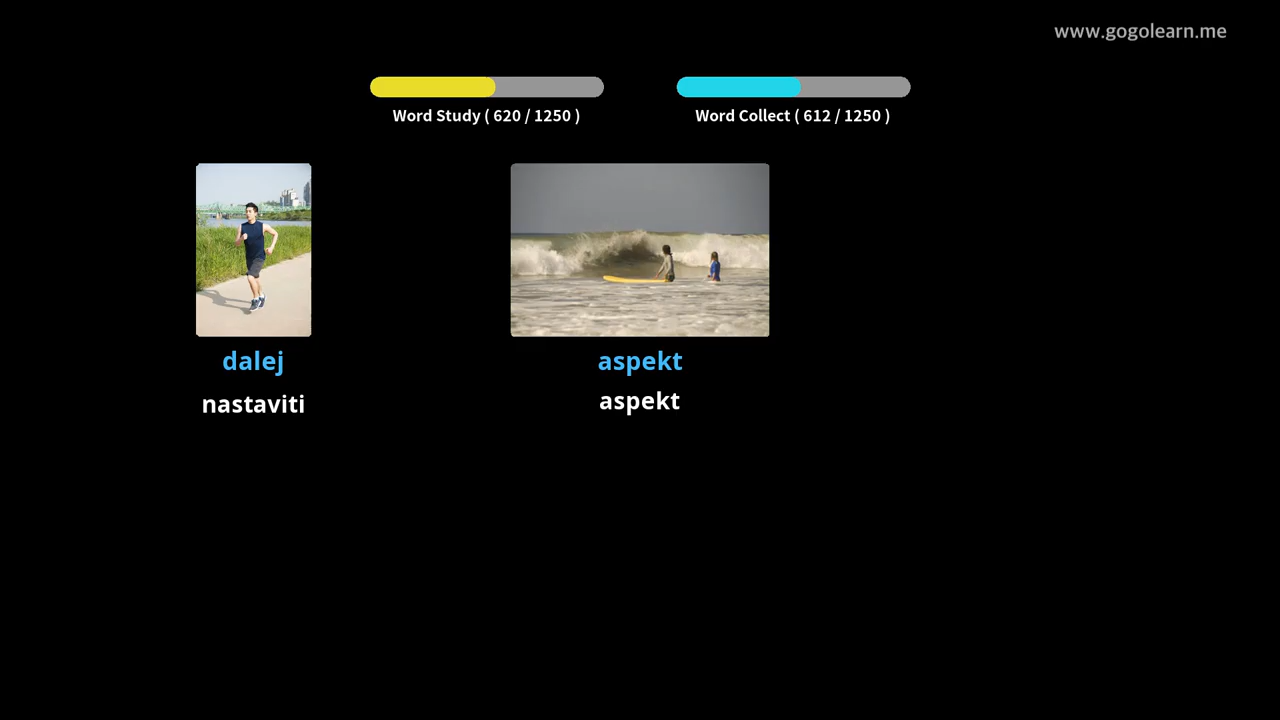 www.gogolearn.me
Word Study ( 620 / 1250 )
Word Collect ( 612 / 1250 )
dalej
nastaviti
aspekt
aspekt